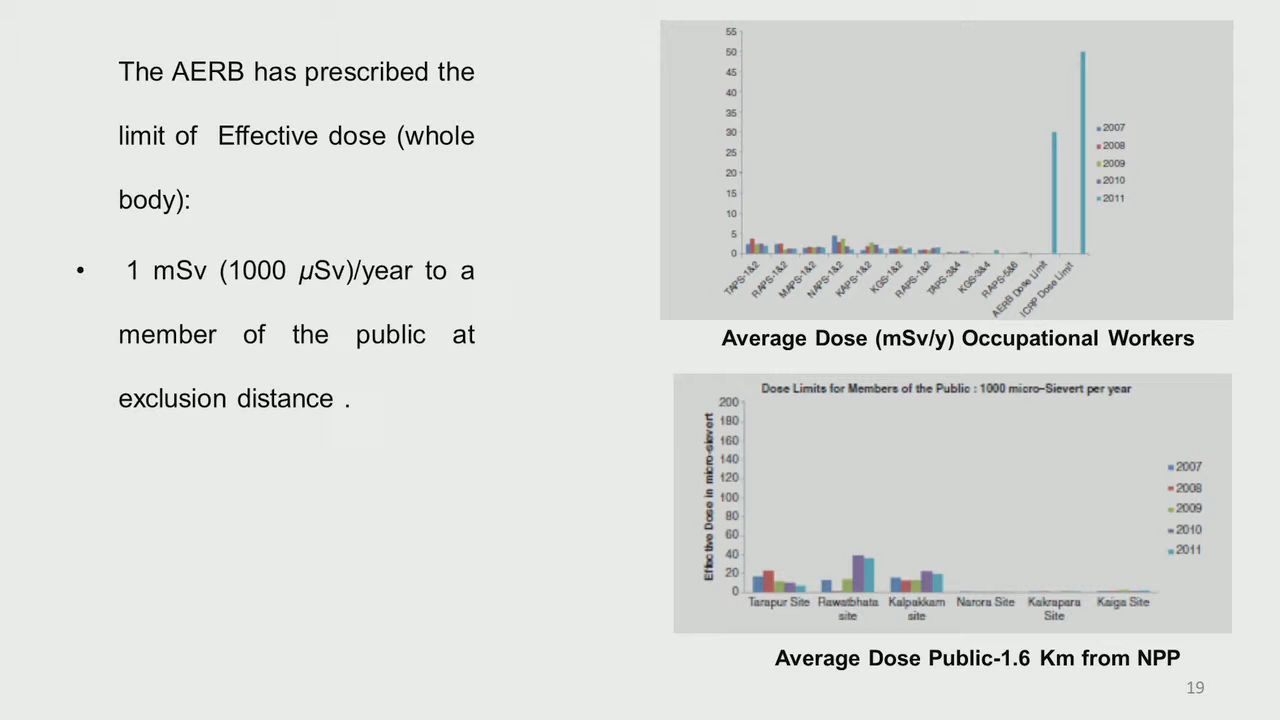 The AERB has prescribed the
limit of Effective dose (whole
body):
• 1 mSv (1000 µSv)/year to a
member of the public at
exclusion distance .
55
50
45
40
35
30
25
20
15
10
5
0
TAPS-1&2
RAPS-1&2
MAPS-1&2
NAPS-1&2
KAPS-1&2
KGS-1&2
RAPS-1&2
TAPS-3&4
KGS-3&4
RAPS-5&6
AERB Dose Limit
ICRP Dose Limit
2007
2008
2009
2010
2011
Average Dose (mSv/y) Occupational Workers
Dose Limits for Members of the Public : 1000 micro-Sievert per year
Effective Dose in micro-sievert
200
180
160
140
120
100
80
60
40
20
0
Tarapur Site
Rawatbhata
site
Kalpakkam
site
Narora Site
Kakrapara
Site
Kaiga Site
2007
2008
2009
2010
2011
Average Dose Public-1.6 Km from NPP
19